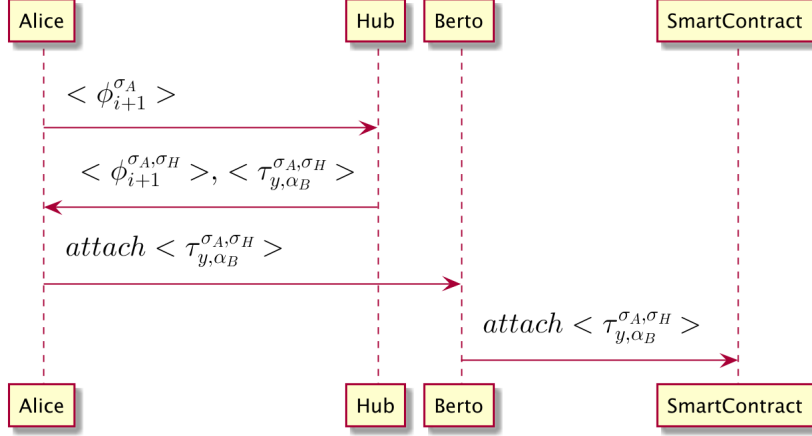 Alice Hub Berto SmartContract
< ϕ_{i+1}^{σ_A} >
< ϕ_{i+1}^{σ_A,σ_H} >, < τ_{y,α_B}^{σ_A,σ_H} >
attach < τ_{y,α_B}^{σ_A,σ_H} >
attach < τ_{y,α_B}^{σ_A,σ_H} >
Alice Hub Berto SmartContract